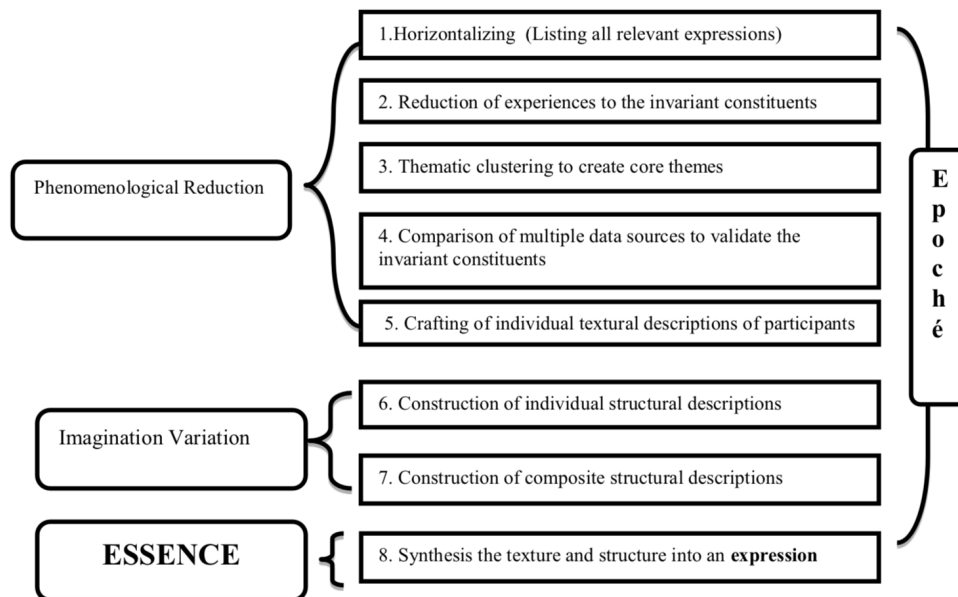 1.Horizontalizing (Listing all relevant expressions)
2. Reduction of experiences to the invariant constituents
Phenomenological Reduction
3. Thematic clustering to create core themes
4. Comparison of multiple data sources to validate the
invariant constituents
5. Crafting of individual textural descriptions of participants
Imagination Variation
6. Construction of individual structural descriptions
7. Construction of composite structural descriptions
ESSENCE
8. Synthesis the texture and structure into an expression
Epoché